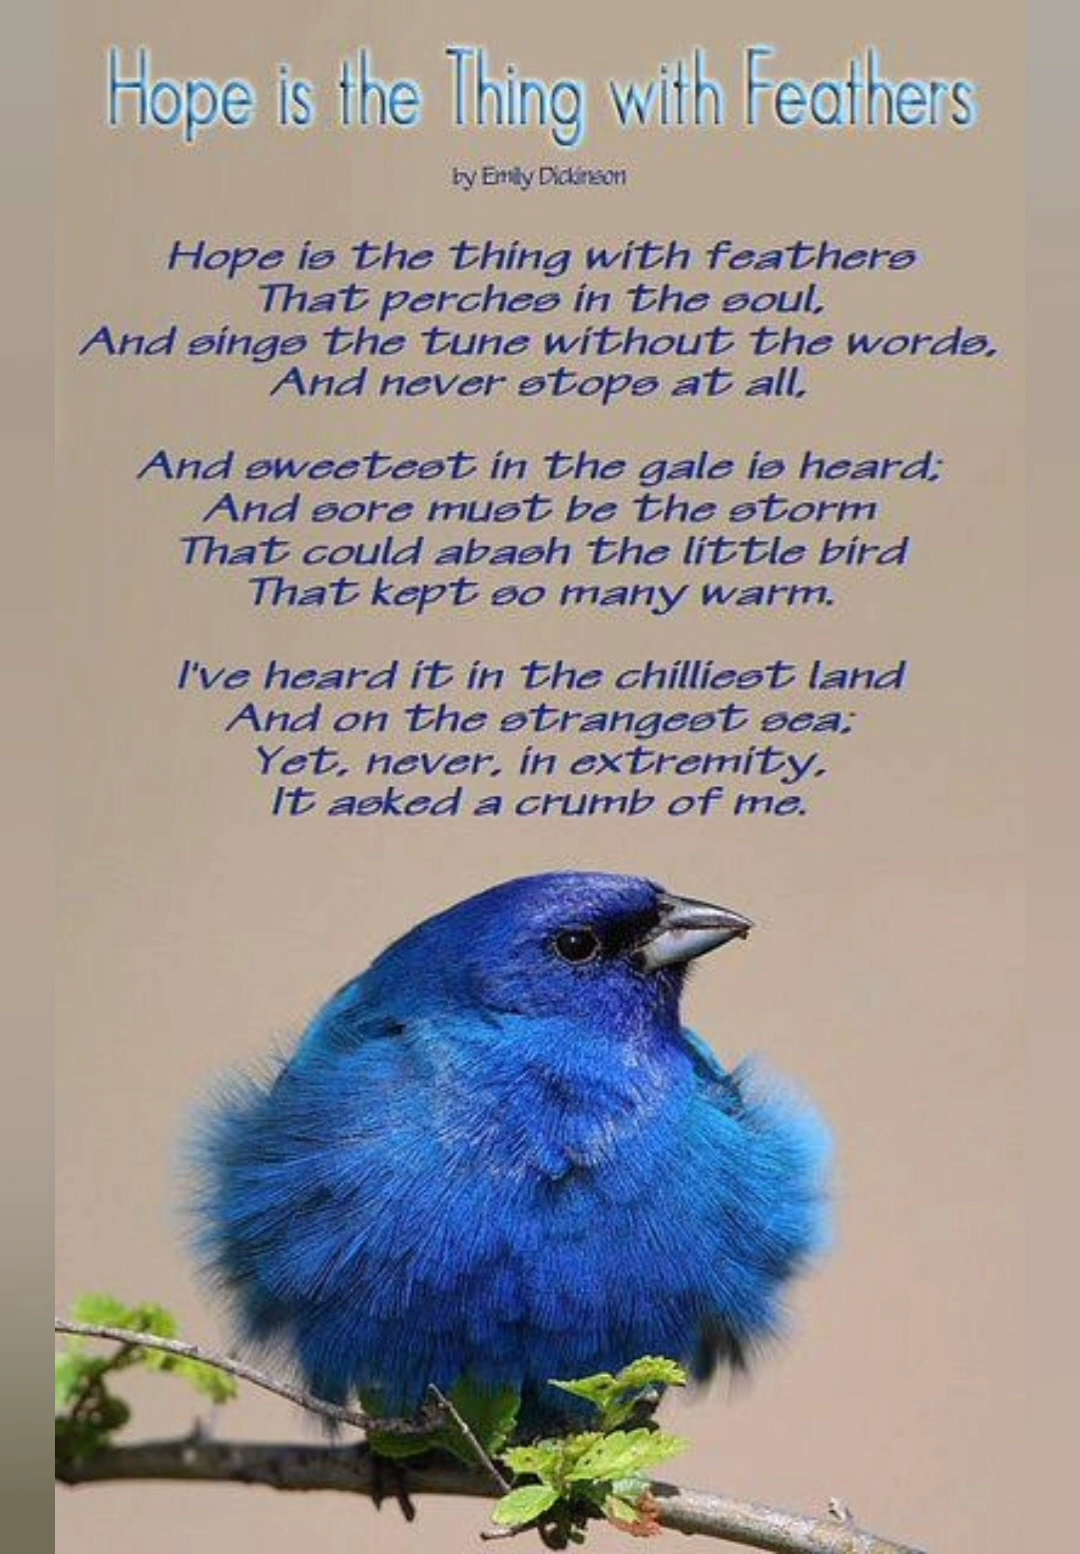 Hope is the Thing with Feathers
by Emily Dickinson
Hope is the thing with feathers
That perches in the soul,
And sings the tune without the words,
And never stops at all,
And sweetest in the gale is heard;
And sore must be the storm
That could abash the little bird
That kept so many warm.
I've heard it in the chilliest land
And on the strangest sea;
Yet, never, in extremity,
It asked a crumb of me.